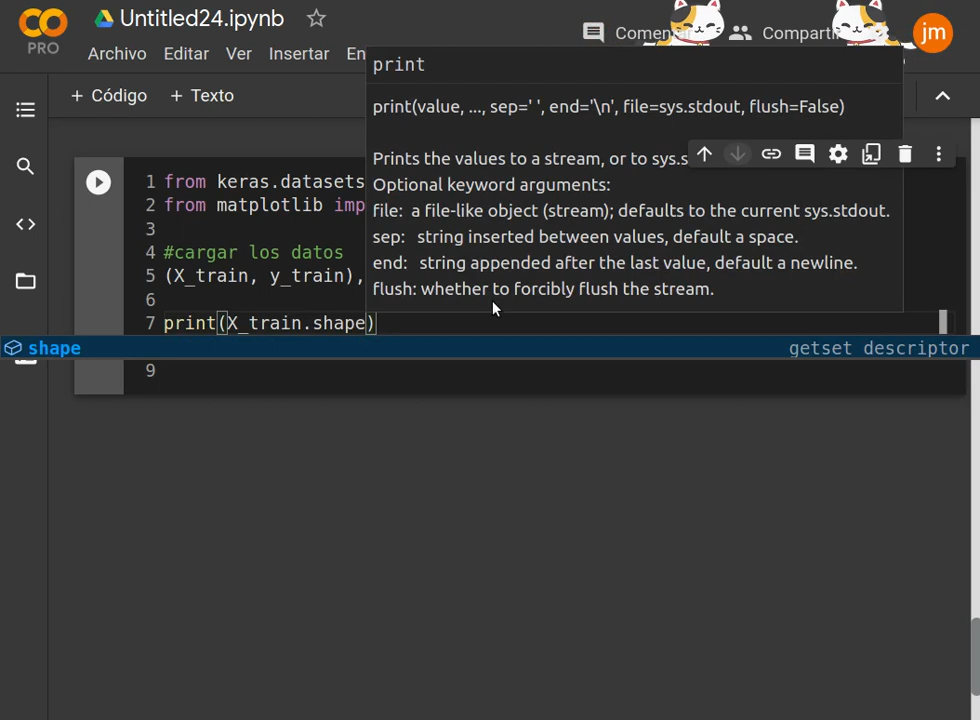 CO
PRO
Untitled24.ipynb
Comentar
jm
Archivo Editar Ver Insertar En
+ Código + Texto
print
print(value, ..., sep=' ', end='\n', file=sys.stdout, flush=False)
Prints the values to a stream, or to sys.s
Optional keyword arguments:
file: a file-like object (stream); defaults to the current sys.stdout.
sep: string inserted between values, default a space.
end: string appended after the last value, default a newline.
flush: whether to forcibly flush the stream.
1 from keras.datasets
2 from matplotlib imp
3
4 #cargar los datos
5 (X_train, y_train),
6
7 print(X_train.shape)
shape getset descriptor
9